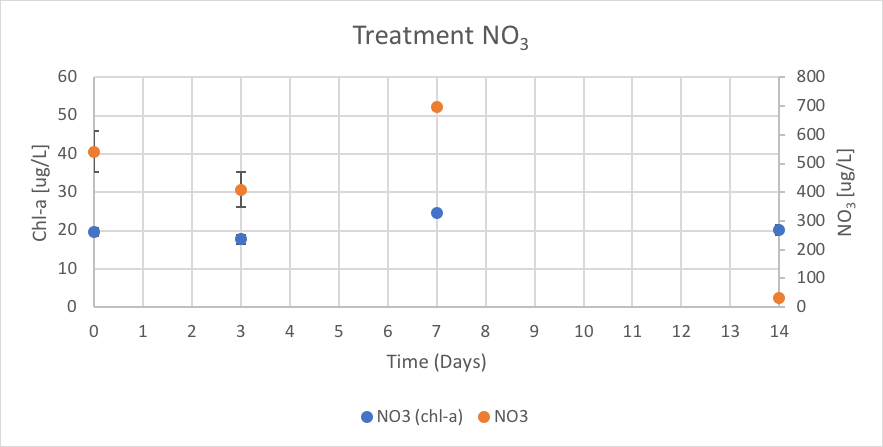 Treatment NO₃
60
50
40
30
20
10
0
Chl-a [ug/L]
800
700
600
500
400
300
200
100
0
NO₃ [ug/L]
0 1 2 3 4 5 6 7 8 9 10 11 12 13 14
Time (Days)
NO3 (chl-a) NO3